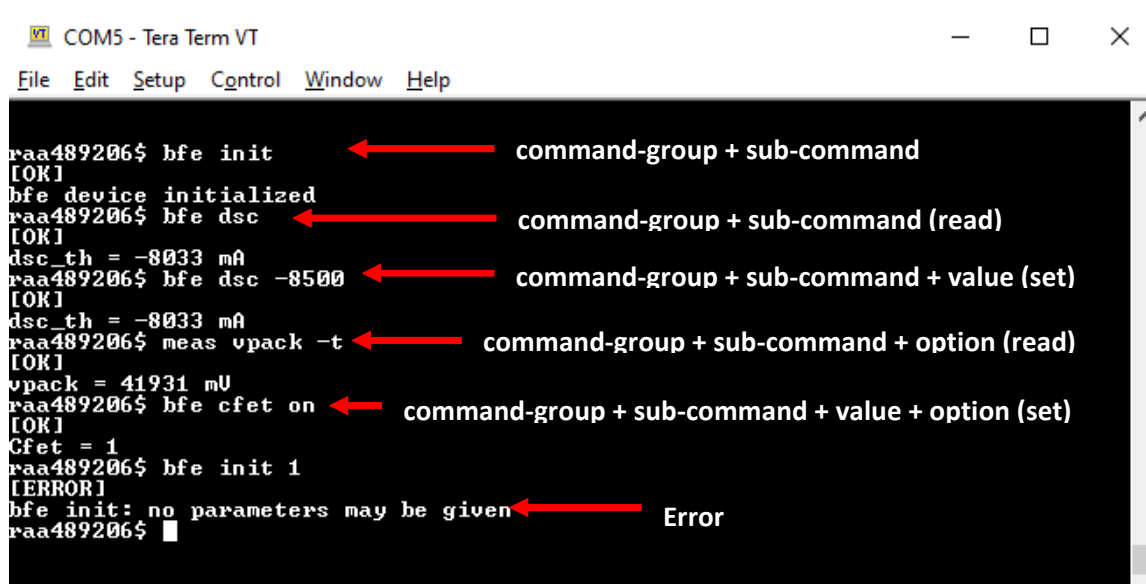 COM5 - Tera Term VT
File Edit Setup Control Window Help
raa489206$ bfe init command-group + sub-command
[OK]
bfe device initialized
raa489206$ bfe dsc command-group + sub-command (read)
[OK]
dsc_th = -8033 mA
raa489206$ bfe dsc -8500 command-group + sub-command + value (set)
[OK]
dsc_th = -8033 mA
raa489206$ meas vpack -t command-group + sub-command + option (read)
[OK]
vpack = 41931 mV
raa489206$ bfe cfet on command-group + sub-command + value + option (set)
[OK]
Cfet = 1
raa489206$ bfe init 1
[ERROR]
bfe init: no parameters may be given Error
raa489206$